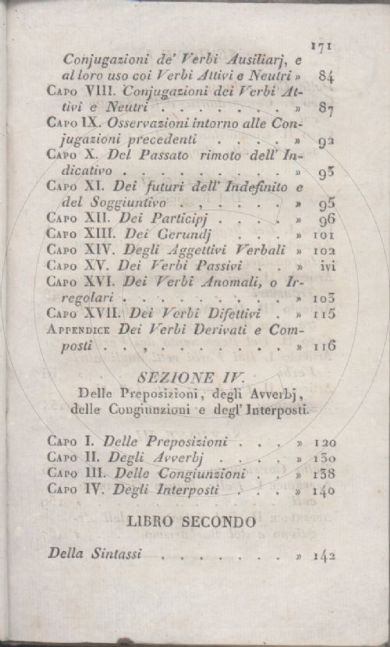 171
Conjugazioni de' Verbi Ausiliarj, e
al loro uso coi Verbi Attivi e Neutri » 84
CAPO VIII. Conjugazioni dei Verbi At-
tivi e Neutri . . . . . . . » 87
CAPO IX. Osservazioni intorno alle Con-
jugazioni precedenti . . . . » 92
CAPO X. Del Passato rimoto dell' In-
dicativo . . . . . . . . » 93
CAPO XI. Dei futuri dell' Indefinito e
del Soggiuntivo . , . . . . » 95
CAPO XII. Dei Participj . . . . » 96
CAPO XIII. Dei Gerundj . . . . » 101
CAPO XIV. Degli Aggettivi Verbali » 102
CAPO XV. Dei Verbi Passivi . . » ivi
CAPO XVI. Dei Verbi Anomali, o Ir-
regolari . . . . . . . . » 103
CAPO XVII. Dei Verbi Difettivi . » 115
APPENDICE Dei Verbi Derivati e Com-
posti . . , . . . . . . » 116
SEZIONE IV.
Delle Preposizioni, degli Avverbj,
delle Congiunzioni e degl' Interposti.
CAPO I. Delle Preposizioni . . . » 120
CAPO II. Degli Avverbj . . . . » 130
CAPO III. Delle Congiunzioni . . » 138
CAPO IV. Degli Interposti . . . » 140
LIBRO SECONDO
Della Sintassi . . . . . . . » 142